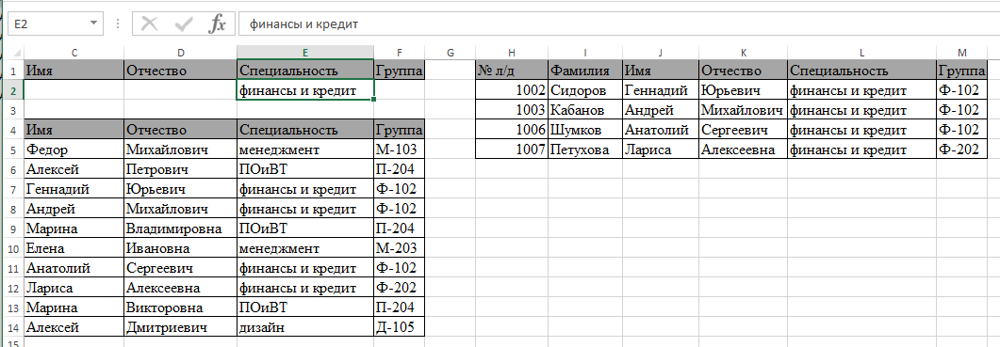 E2 fx финансы и кредит
C D E F G H I J K L M
1 Имя Отчество Специальность Группа № л/д Фамилия Имя Отчество Специальность Группа
2 финансы и кредит 1002 Сидоров Геннадий Юрьевич финансы и кредит Ф-102
3 1003 Кабанов Андрей Михайлович финансы и кредит Ф-102
4 Имя Отчество Специальность Группа 1006 Шумков Анатолий Сергеевич финансы и кредит Ф-102
5 Федор Михайлович менеджмент М-103 1007 Петухова Лариса Алексеевна финансы и кредит Ф-202
6 Алексей Петрович ПОиВТ П-204
7 Геннадий Юрьевич финансы и кредит Ф-102
8 Андрей Михайлович финансы и кредит Ф-102
9 Марина Владимировна ПОиВТ П-204
10 Елена Ивановна менеджмент М-203
11 Анатолий Сергеевич финансы и кредит Ф-102
12 Лариса Алексеевна финансы и кредит Ф-202
13 Марина Викторовна ПОиВТ П-204
14 Алексей Дмитриевич дизайн Д-105
15